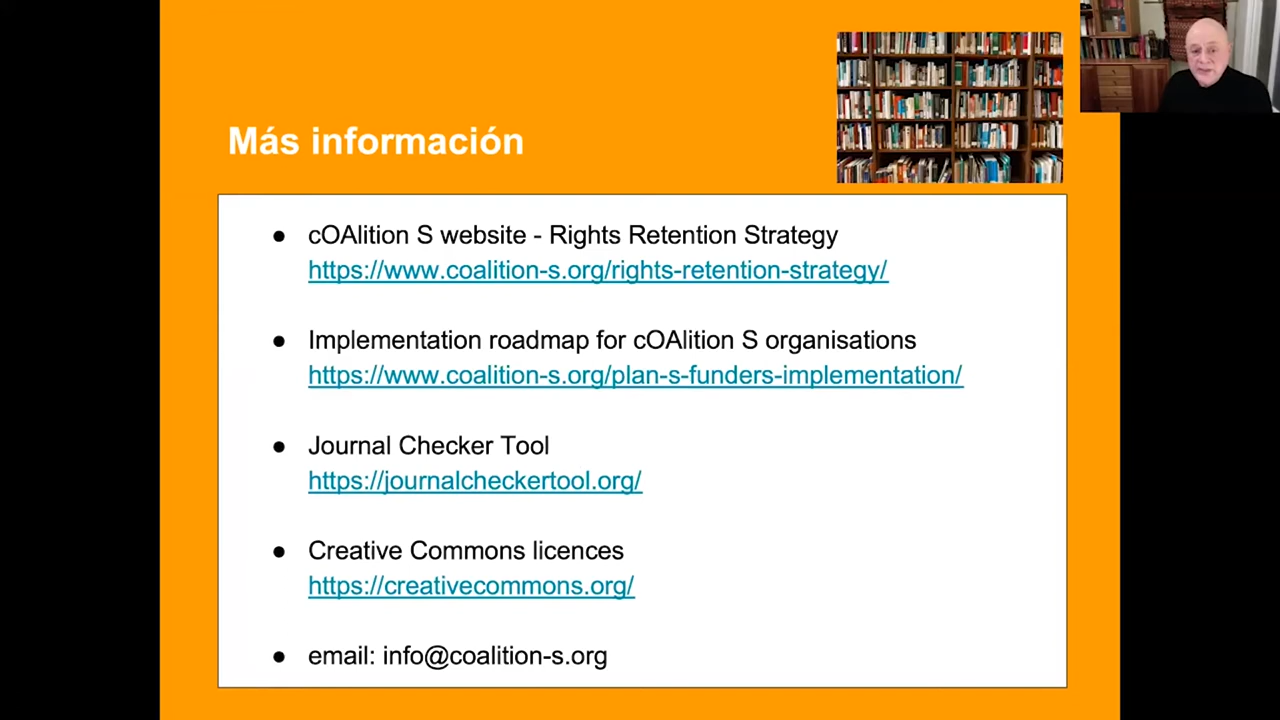 Más información
● cOAlition S website - Rights Retention Strategy
https://www.coalition-s.org/rights-retention-strategy/
● Implementation roadmap for cOAlition S organisations
https://www.coalition-s.org/plan-s-funders-implementation/
● Journal Checker Tool
https://journalcheckertool.org/
● Creative Commons licences
https://creativecommons.org/
● email: info@coalition-s.org